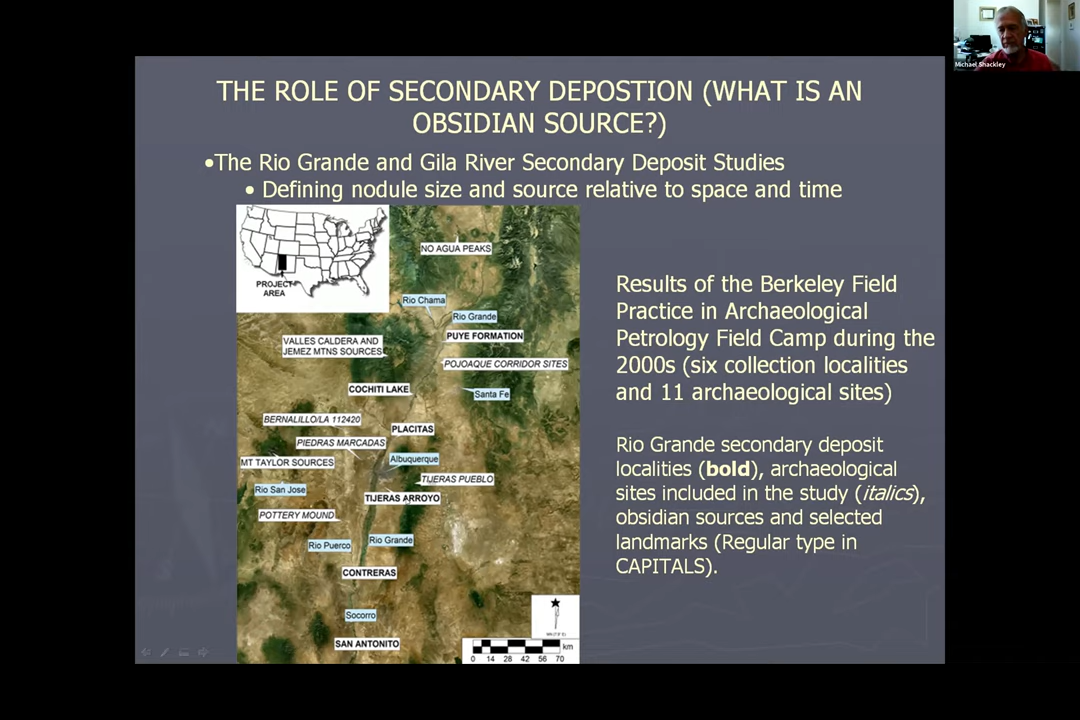 Michael Shackley
THE ROLE OF SECONDARY DEPOSTION (WHAT IS AN
OBSIDIAN SOURCE?)
•The Rio Grande and Gila River Secondary Deposit Studies
• Defining nodule size and source relative to space and time
PROJECT
AREA
NO AGUA PEAKS
Rio Chama
Rio Grande
PUYE FORMATION
VALLES CALDERA AND
JEMEZ MTNS SOURCES
POJOAQUE CORRIDOR SITES
COCHITI LAKE
Santa Fe
BERNALILLO/LA 112420
PLACITAS
PIEDRAS MARCADAS
Albuquerque
MT TAYLOR SOURCES
TIJERAS PUEBLO
Rio San Jose
TIJERAS ARROYO
POTTERY MOUND
Rio Puerco
Rio Grande
CONTRERAS
Socorro
SAN ANTONITO
km
0 14 28 42 56 70
Results of the Berkeley Field
Practice in Archaeological
Petrology Field Camp during the
2000s (six collection localities
and 11 archaeological sites)
Rio Grande secondary deposit
localities (bold), archaeological
sites included in the study (italics),
obsidian sources and selected
landmarks (Regular type in
CAPITALS).